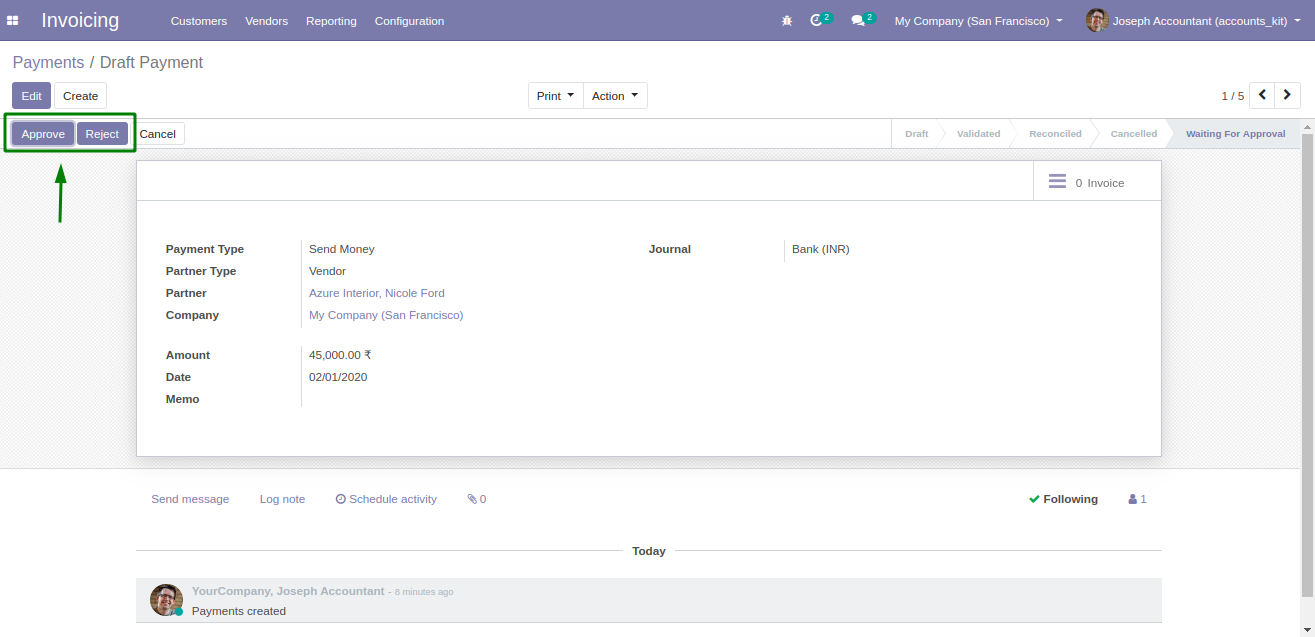 Invoicing Customers Vendors Reporting Configuration 2 2 My Company (San Francisco) Joseph Accountant (accounts_kit)
Payments / Draft Payment
Edit Create Print Action 1 / 5
Approve Reject Cancel Draft Validated Reconciled Cancelled Waiting For Approval
0 Invoice
Payment Type Send Money Journal Bank (INR)
Partner Type Vendor
Partner Azure Interior, Nicole Ford
Company My Company (San Francisco)
Amount 45,000.00 ₹
Date 02/01/2020
Memo
Send message Log note Schedule activity 0 Following 1
Today
YourCompany, Joseph Accountant - 8 minutes ago
Payments created